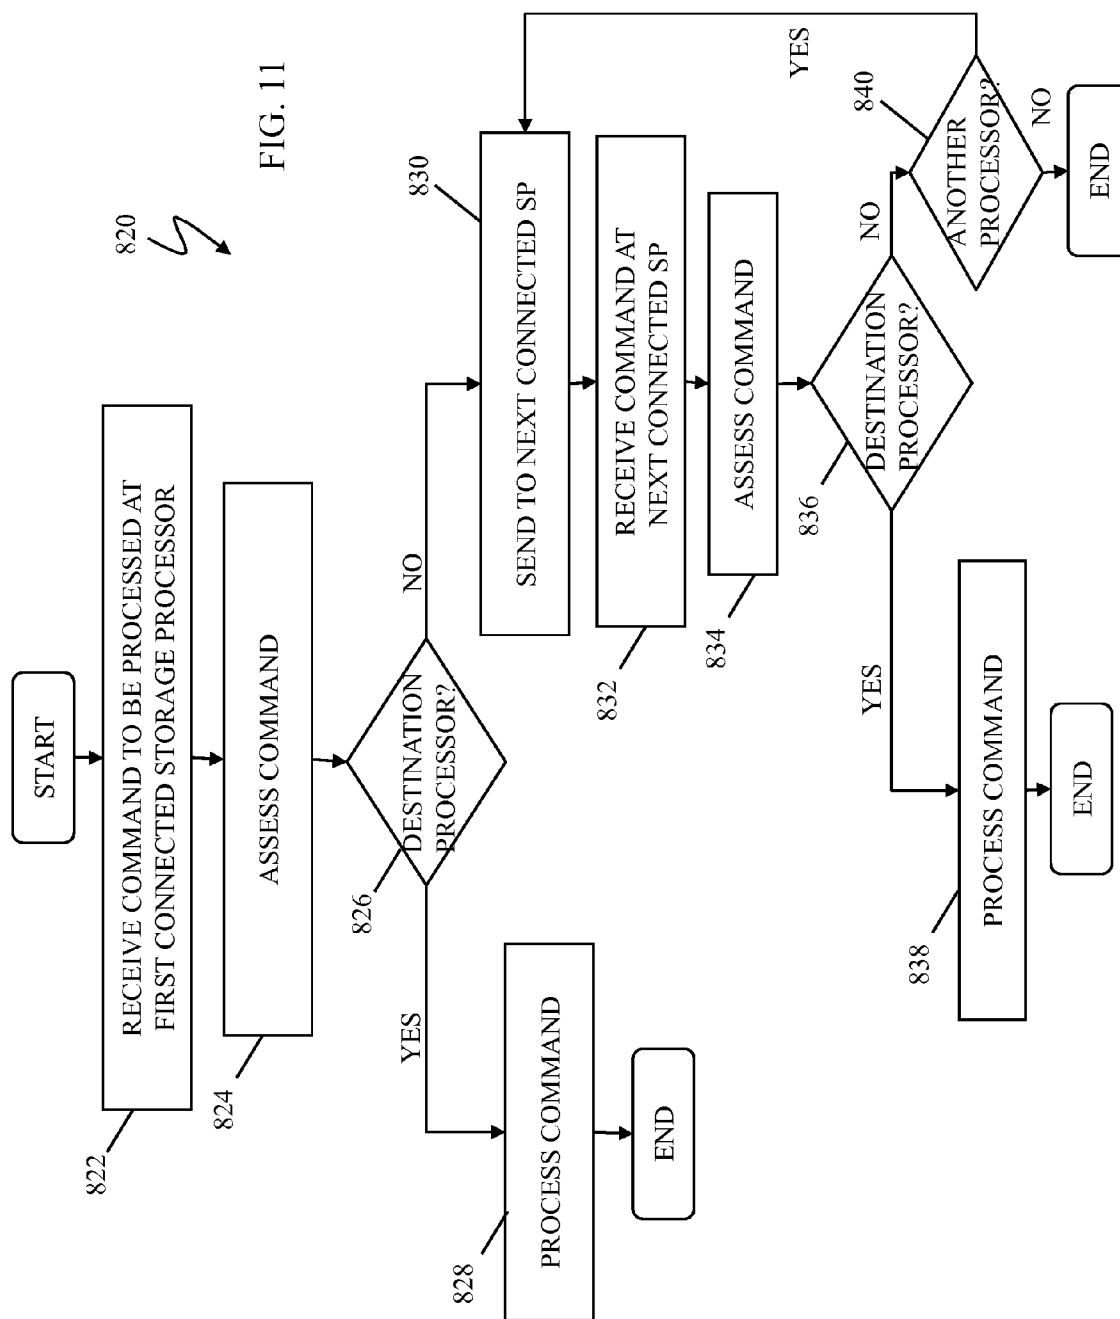 FIG. 11
820
START
RECEIVE COMMAND TO BE PROCESSED AT
FIRST CONNECTED STORAGE PROCESSOR
822
ASSESS COMMAND
824
DESTINATION
PROCESSOR?
826
YES
NO
PROCESS COMMAND
828
END
SEND TO NEXT CONNECTED SP
830
RECEIVE COMMAND AT
NEXT CONNECTED SP
832
ASSESS COMMAND
834
DESTINATION
PROCESSOR?
836
YES
NO
PROCESS COMMAND
838
END
ANOTHER
PROCESSOR?
840
YES
NO
END